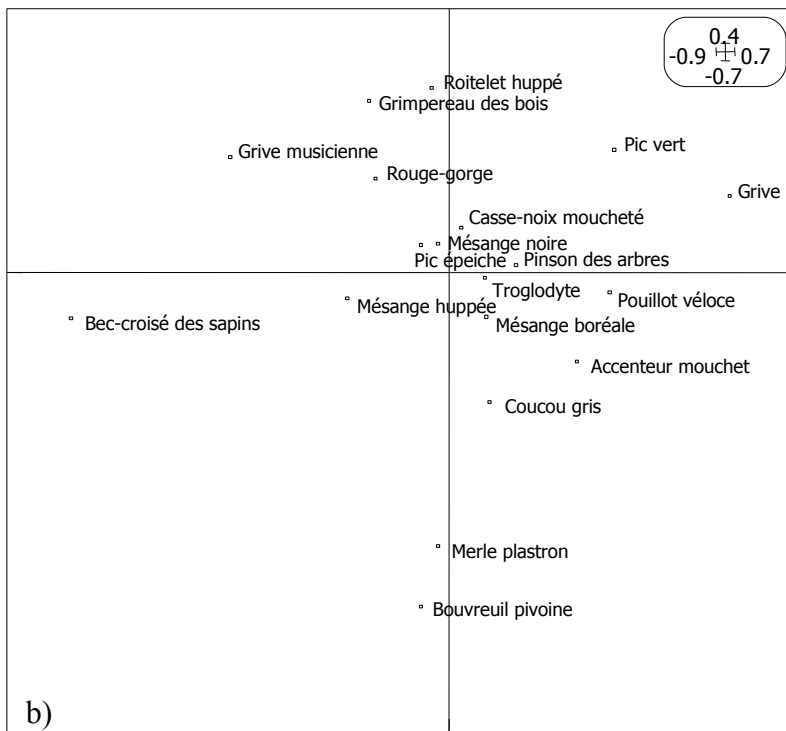 0.4
-0.9 0.7
-0.7
Roitelet huppé
Grimpereau des bois
Pic vert
Grive musicienne
Rouge-gorge
Grive
Casse-noix moucheté
Mésange noire
Pic épeiche
Pinson des arbres
Troglodyte
Pouillot véloce
Mésange huppée
Bec-croisé des sapins
Mésange boréale
Accenteur mouchet
Coucou gris
Merle plastron
Bouvreuil pivoine
b)